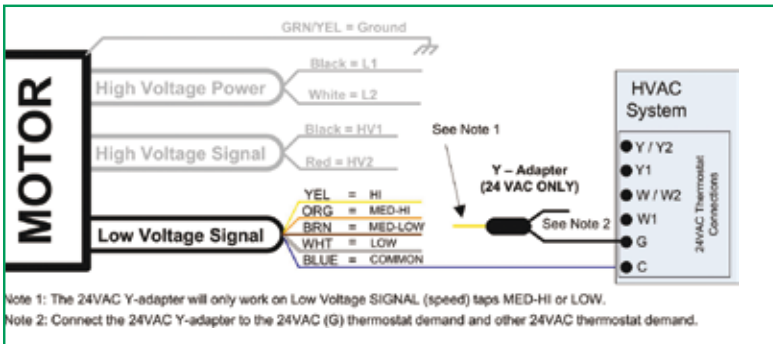 GRN/YEL = Ground
Black = L1
High Voltage Power
White = L2
Black = HV1
High Voltage Signal
Red = HV2
MOTOR
YEL = HI
ORG = MED-HI
BRN = MED-LOW
Low Voltage Signal
WHT = LOW
BLUE = COMMON
See Note 1
Y – Adapter
(24 VAC ONLY)
See Note 2
HVAC
System
Y / Y2
Y1
W / W2
W1
G
C
24VAC Thermostat
Connections
Note 1: The 24VAC Y-adapter will only work on Low Voltage SIGNAL (speed) taps MED-HI or LOW.
Note 2: Connect the 24VAC Y-adapter to the 24VAC (G) thermostat demand and other 24VAC thermostat demand.